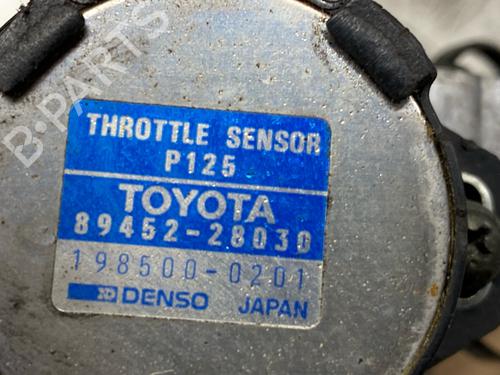 B-PARTS
THROTTLE SENSOR
P125
TOYOTA
89452-28030
198500-0201
DENSO JAPAN